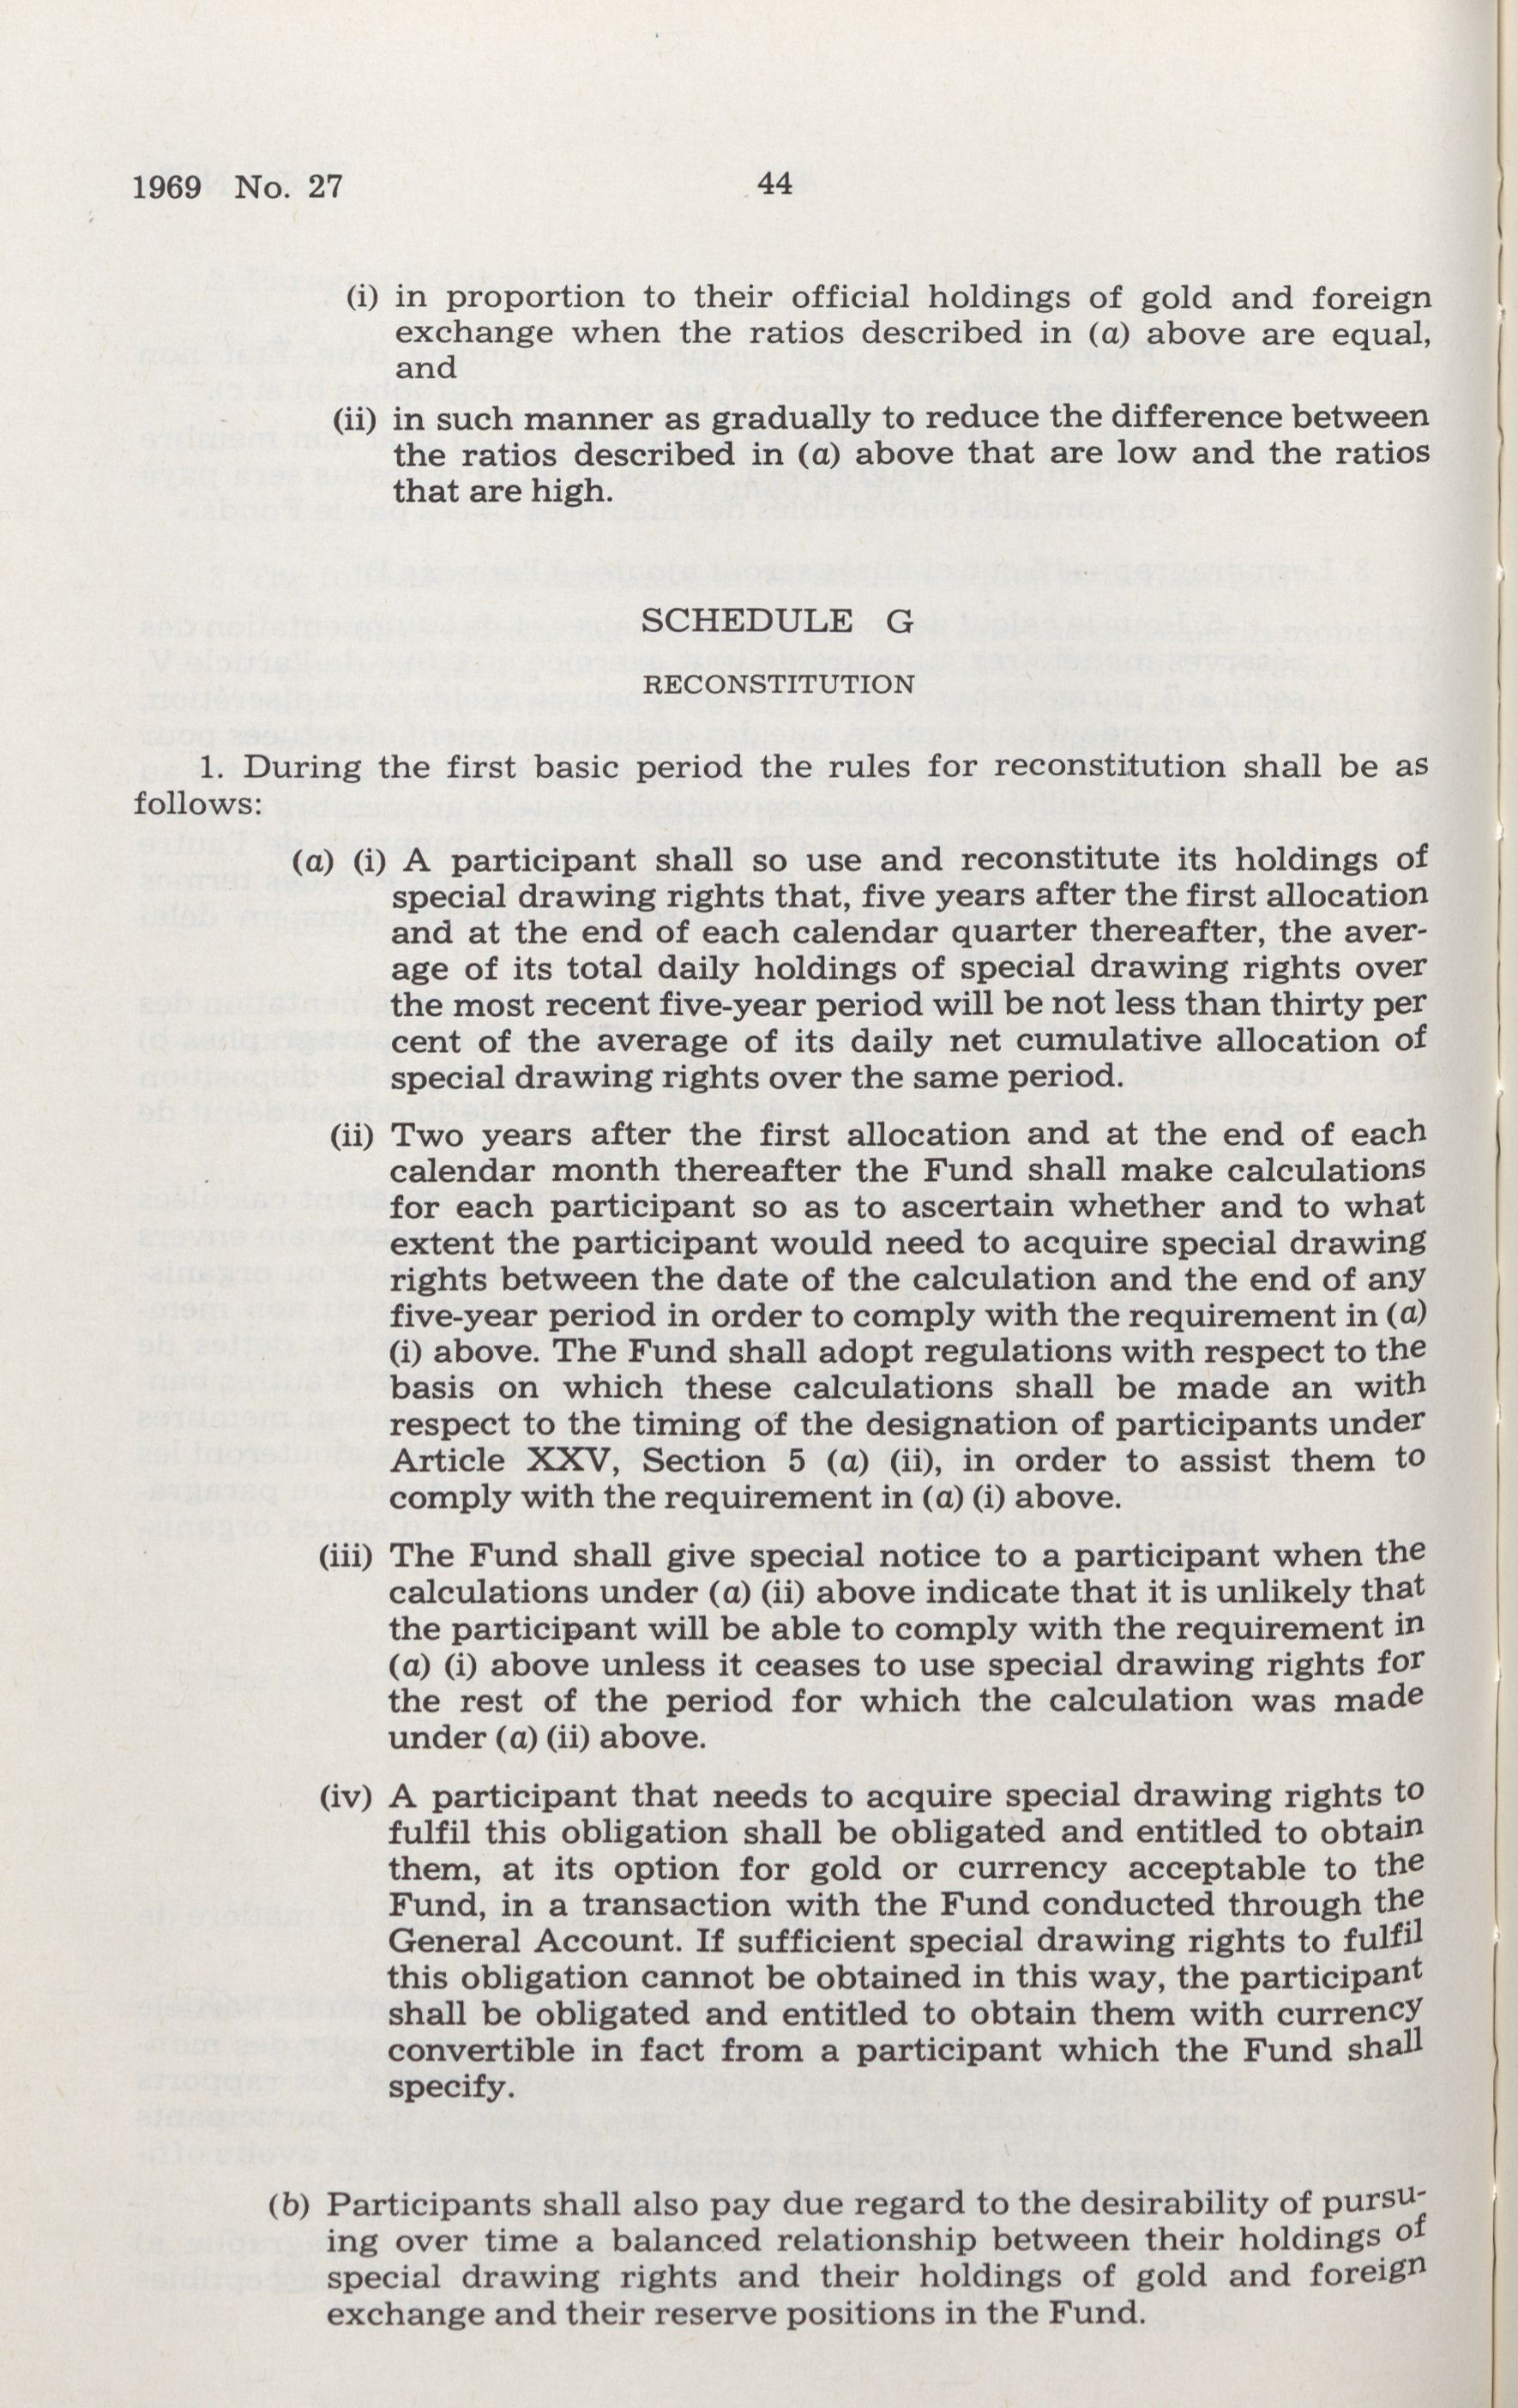 1969 No. 27
44
(i) in proportion to their official holdings of gold and foreign
exchange when the ratios described in (a) above are equal,
and
(ii) in such manner as gradually to reduce the difference between
the ratios described in (a) above that are low and the ratios
that are high.
SCHEDULE G
RECONSTITUTION
1. During the first basic period the rules for reconstitution shall be as
follows:
(a) (i) A participant shall so use and reconstitute its holdings of
special drawing rights that, five years after the first allocation
and at the end of each calendar quarter thereafter, the aver-
age of its total daily holdings of special drawing rights over
the most recent five-year period will be not less than thirty per
cent of the average of its daily net cumulative allocation of
special drawing rights over the same period.
(ii) Two years after the first allocation and at the end of each
calendar month thereafter the Fund shall make calculations
for each participant so as to ascertain whether and to what
extent the participant would need to acquire special drawing
rights between the date of the calculation and the end of any
five-year period in order to comply with the requirement in (a)
(i) above. The Fund shall adopt regulations with respect to the
basis on which these calculations shall be made an with
respect to the timing of the designation of participants under
Article XXV, Section 5 (a) (ii), in order to assist them to
comply with the requirement in (a) (i) above.
(iii) The Fund shall give special notice to a participant when the
calculations under (a) (ii) above indicate that it is unlikely that
the participant will be able to comply with the requirement in
(a) (i) above unless it ceases to use special drawing rights for
the rest of the period for which the calculation was made
under (a) (ii) above.
(iv) A participant that needs to acquire special drawing rights to
fulfil this obligation shall be obligated and entitled to obtain
them, at its option for gold or currency acceptable to the
Fund, in a transaction with the Fund conducted through the
General Account. If sufficient special drawing rights to fulfil
this obligation cannot be obtained in this way, the participant
shall be obligated and entitled to obtain them with currency
convertible in fact from a participant which the Fund shall
specify.
(b) Participants shall also pay due regard to the desirability of pursu-
ing over time a balanced relationship between their holdings of
special drawing rights and their holdings of gold and foreign
exchange and their reserve positions in the Fund.